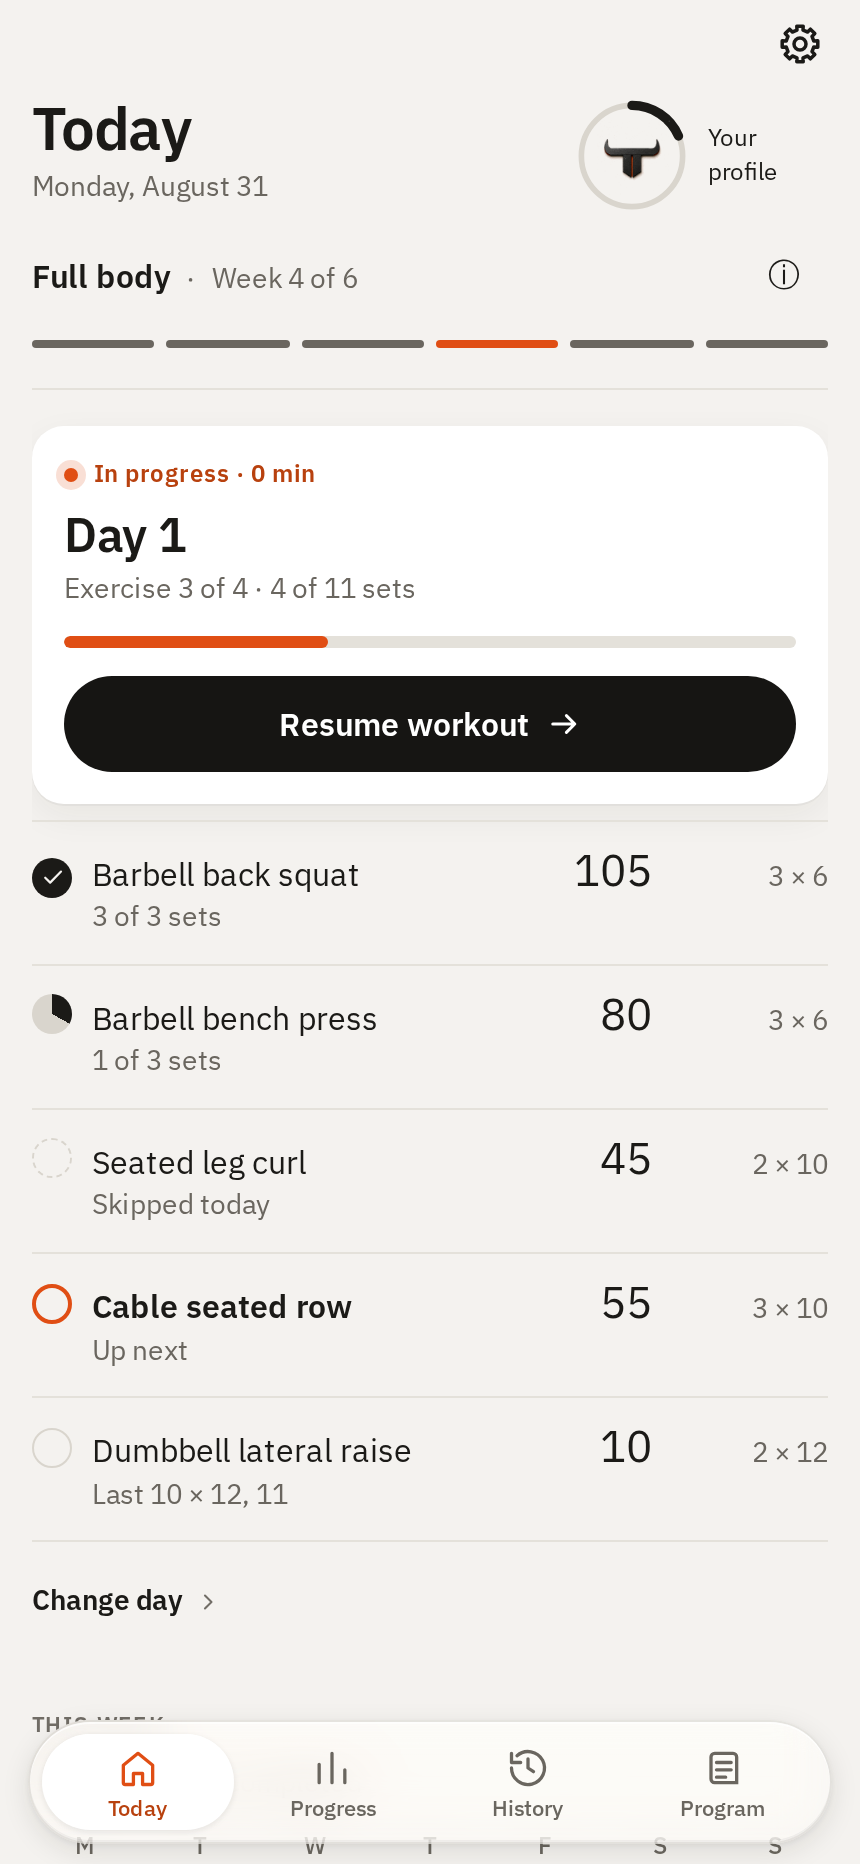 Today
Monday, August 31
Your
profile
Full body · Week 4 of 6
In progress · 0 min
Day 1
Exercise 3 of 4 · 4 of 11 sets
Resume workout →
Barbell back squat 105 3 × 6
3 of 3 sets
Barbell bench press 80 3 × 6
1 of 3 sets
Seated leg curl 45 2 × 10
Skipped today
Cable seated row 55 3 × 10
Up next
Dumbbell lateral raise 10 2 × 12
Last 10 × 12, 11
Change day
THIS WEEK
Today Progress History Program
M T W T F S S